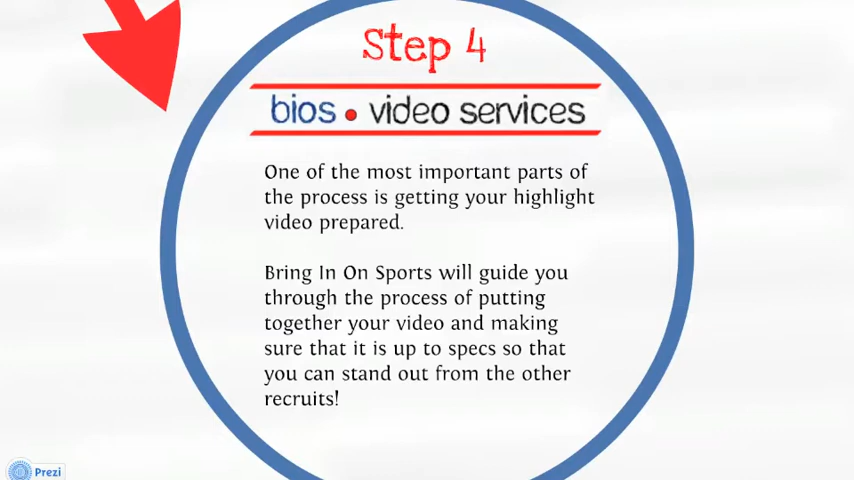 Step 4
bios • video services
One of the most important parts of
the process is getting your highlight
video prepared.
Bring In On Sports will guide you
through the process of putting
together your video and making
sure that it is up to specs so that
you can stand out from the other
recruits!
Prezi